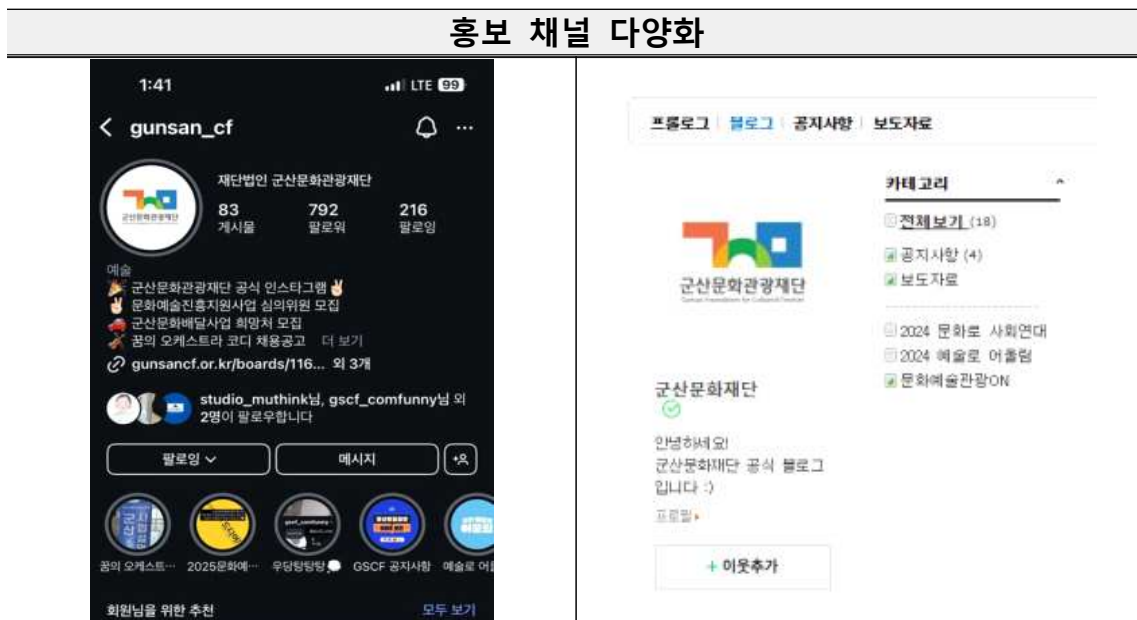 홍보 채널 다양화
1:41 LTE 99
gunsan_cf
재단법인 군산문화관광재단
83 792 216
게시물 팔로워 팔로잉
군산문화관광재단
예술
군산문화관광재단 공식 인스타그램
문화예술진흥지원사업 심의위원 모집
군산문화배달사업 희망처 모집
꿈의 오케스트라 코디 채용공고 더 보기
gunsancf.or.kr/boards/116... 외 3개
studio_muthink님, gscf_comfunny님 외
2명이 팔로우합니다
팔로잉 메시지
꿈의 오케스트… 2025문화예… 우당탕탕탕 GSCF 공지사항 예술로 어
회원님을 위한 추천 모두 보기
프롤로그 블로그 공지사항 보도자료
카테고리
전체보기 (18)
공지사항 (4)
보도자료
2024 문화로 사회연대
2024 예술로 어울림
문화예술관광ON
군산문화관광재단
군산문화재단
안녕하세요!
군산문화재단 공식 블로그
입니다 :)
프로필
+ 이웃추가